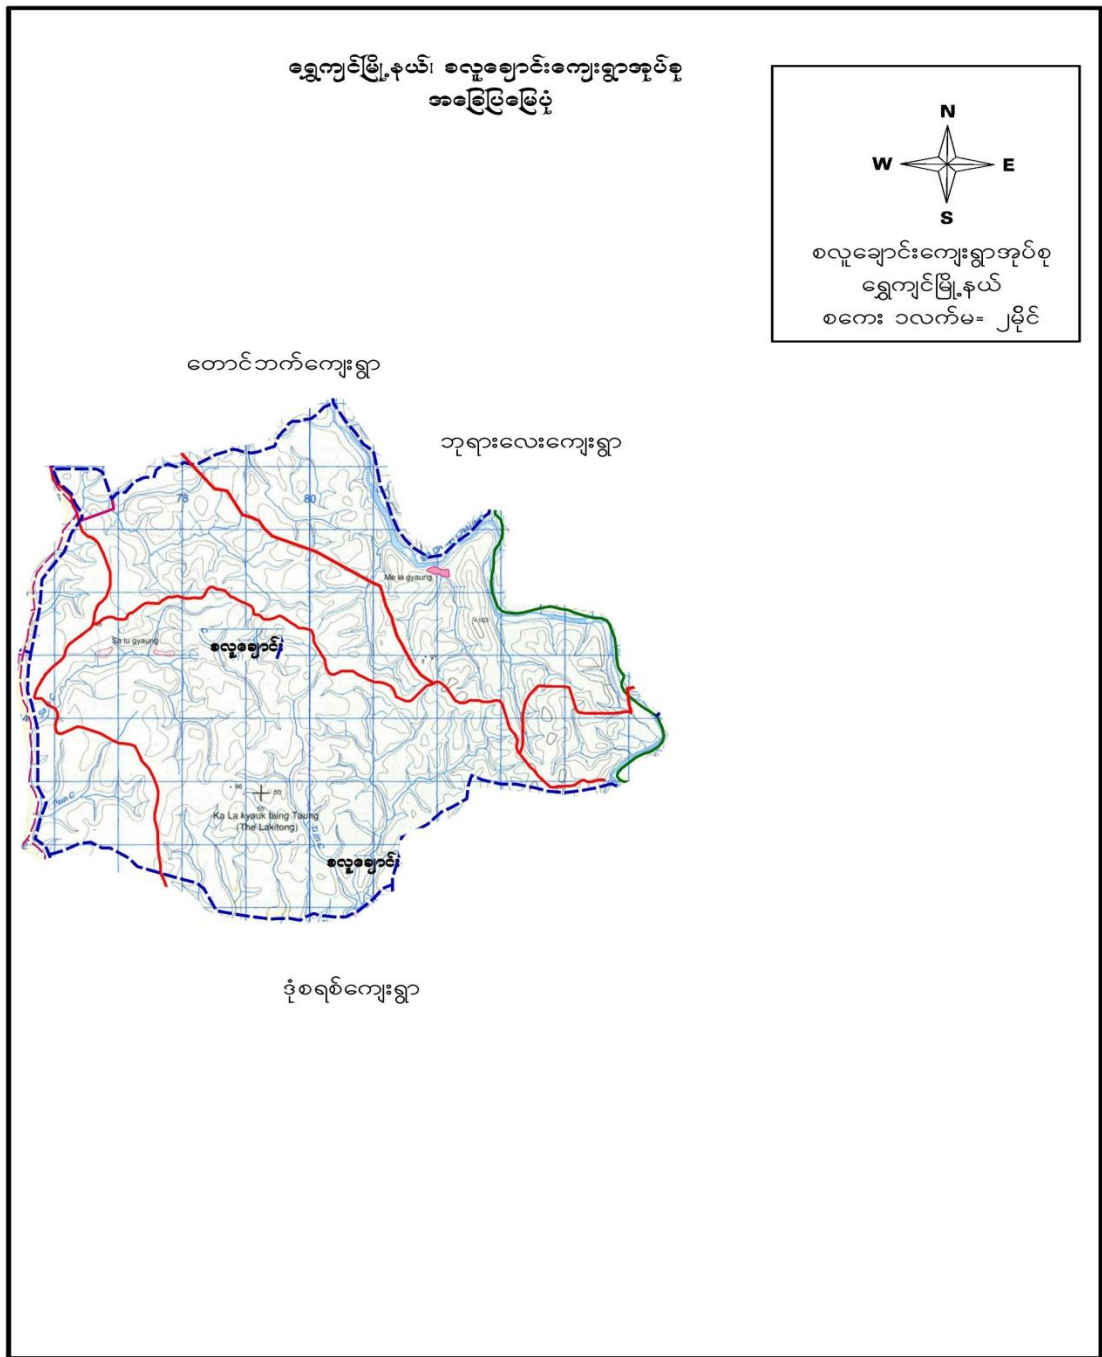 ရွှေကျင်မြို့နယ်၊ စလူချောင်းကျေးရွာအုပ်စု
အခြေပြမြေပုံ
N
W E
S
စလူချောင်းကျေးရွာအုပ်စု
ရွှေကျင်မြို့နယ်
စကေး ၁လက်မ= ၂မိုင်
တောင်ဘက်ကျေးရွာ
ဘုရားလေးကျေးရွာ
78 80
Me la gyaung
Sa lu gyaung
စလူချောင်း
Ka La kyauk taing Taung
(The Lakitong)
စလူချောင်း
ဒုံစရစ်ကျေးရွာ